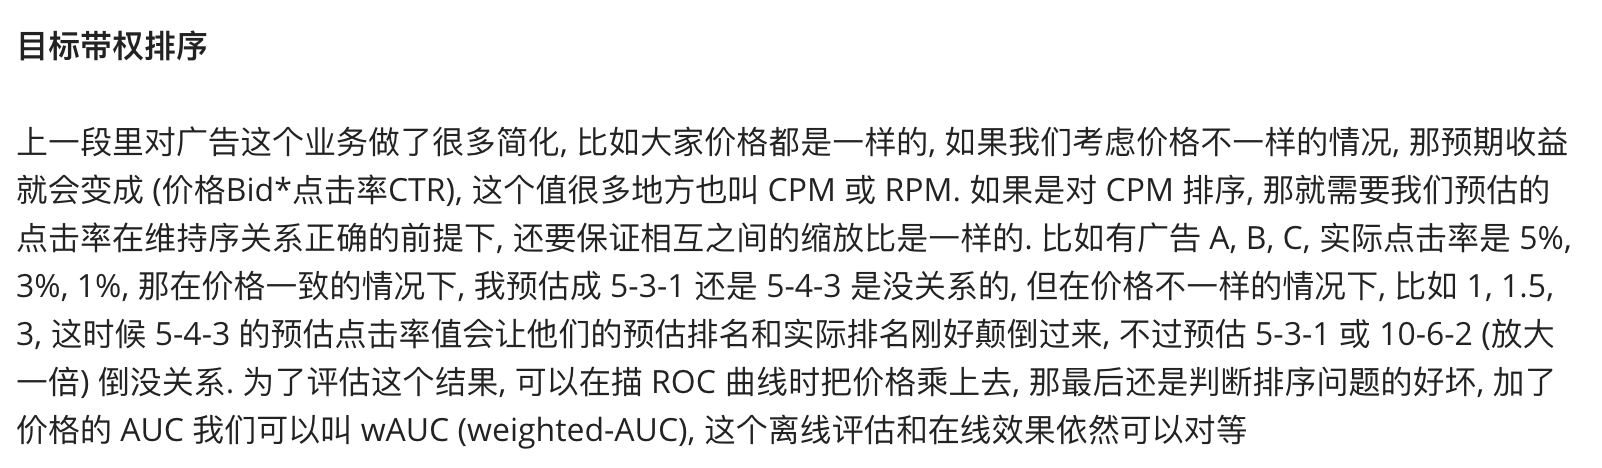 目标带权排序
上一段里对广告这个业务做了很多简化, 比如大家价格都是一样的, 如果我们考虑价格不一样的情况, 那预期收益
就会变成 (价格Bid*点击率CTR), 这个值很多地方也叫 CPM 或 RPM. 如果是对 CPM 排序, 那就需要我们预估的
点击率在维持序关系正确的前提下, 还要保证相互之间的缩放比是一样的. 比如有广告 A, B, C, 实际点击率是 5%,
3%, 1%, 那在价格一致的情况下, 我预估成 5-3-1 还是 5-4-3 是没关系的, 但在价格不一样的情况下, 比如 1, 1.5,
3, 这时候 5-4-3 的预估点击率值会让他们的预估排名和实际排名刚好颠倒过来, 不过预估 5-3-1 或 10-6-2 (放大
一倍) 倒没关系. 为了评估这个结果, 可以在描 ROC 曲线时把价格乘上去, 那最后还是判断排序问题的好坏, 加了
价格的 AUC 我们可以叫 wAUC (weighted-AUC), 这个离线评估和在线效果依然可以对等